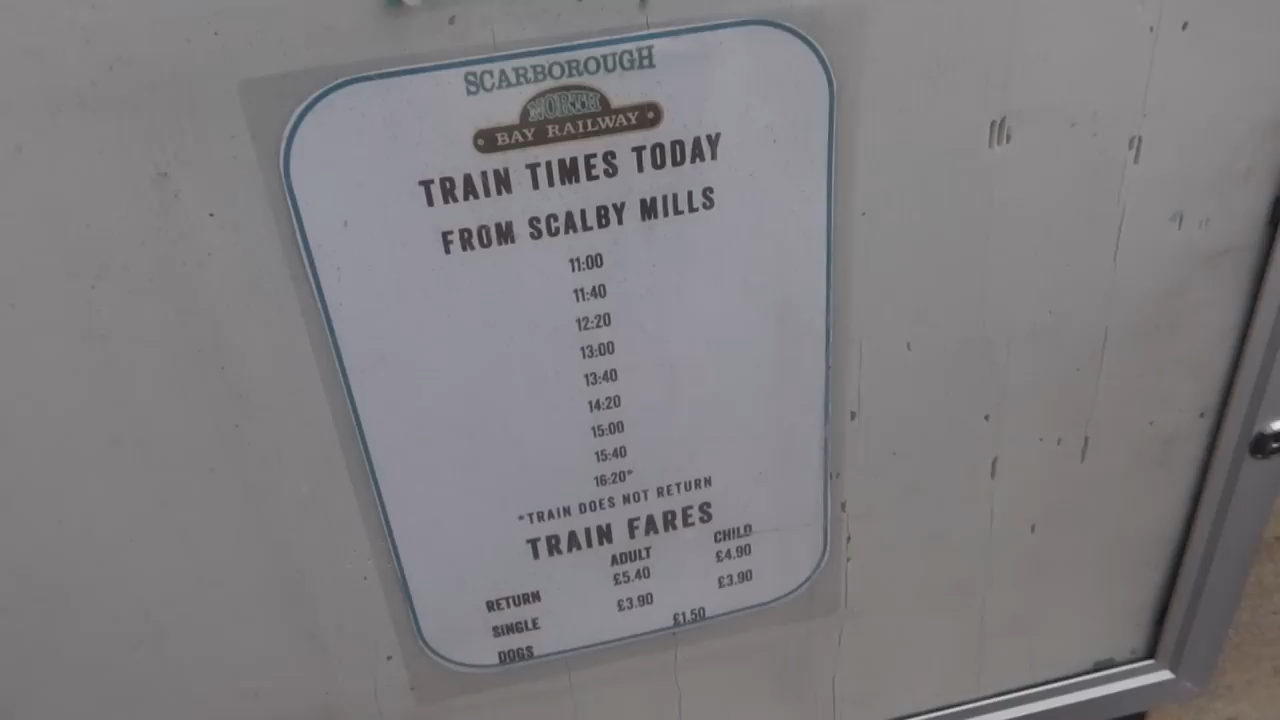 SCARBOROUGH
NORTH
BAY RAILWAY
TRAIN TIMES TODAY
FROM SCALBY MILLS
11:00
11:40
12:20
13:00
13:40
14:20
15:00
15:40
16:20*
*TRAIN DOES NOT RETURN
TRAIN FARES
ADULT CHILD
RETURN £5.40 £4.90
SINGLE £3.90 £3.90
DOGS £1.50